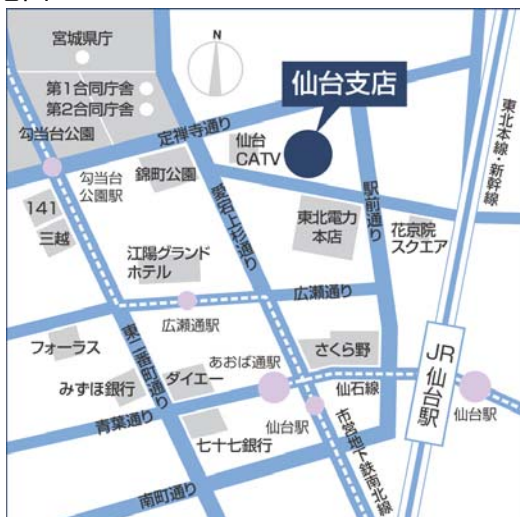 宮城県庁
N
仙台支店
第1合同庁舎
第2合同庁舎
勾当台公園
定禅寺通り
仙台
CATV
東北本線・新幹線
勾当台
公園駅
錦町公園
愛宕上杉通り
駅前通り
141
三越
東北電力
本店
花京院
スクエア
江陽グランド
ホテル
広瀬通り
広瀬通駅
フォーラス
東二番町通り
さくら野
あおば通駅
ダイエー
みずほ銀行
仙石線
JR仙台駅
仙台駅
青葉通り
仙台駅
七十七銀行
市営地下鉄南北線
南町通り